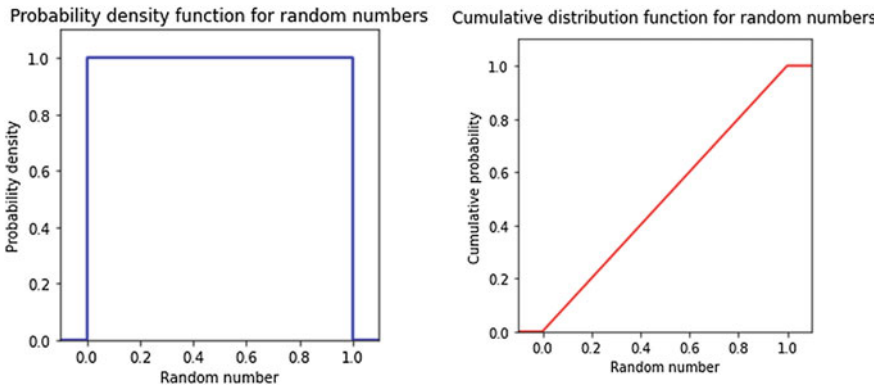 Probability density function for random numbers
1.0
0.8
0.6
0.4
0.2
0.0
Probability density
0.0 0.2 0.4 0.6 0.8 1.0
Random number
Cumulative distribution function for random numbers
1.0
0.8
0.6
0.4
0.2
0.0
Cumulative probability
0.0 0.2 0.4 0.6 0.8 1.0
Random number